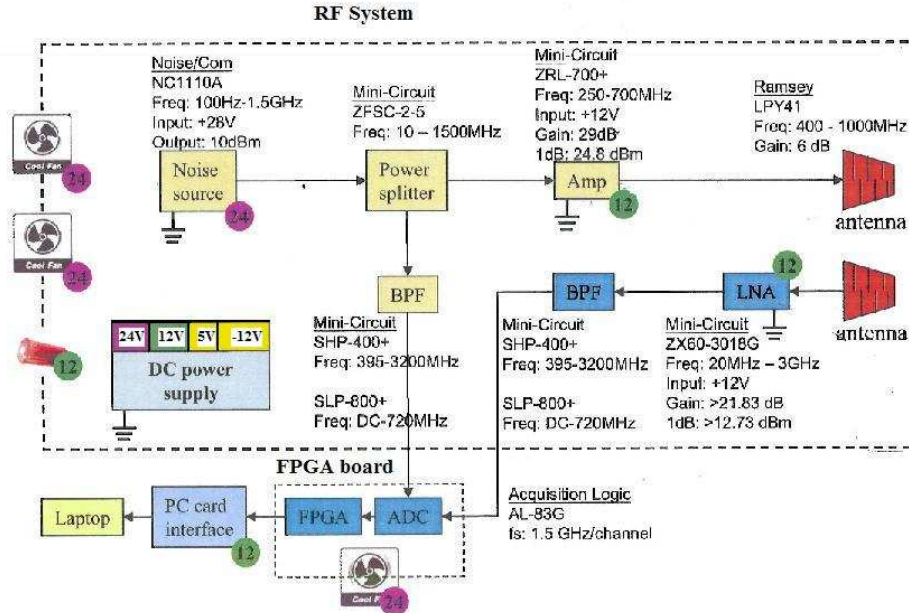 RF System
Noise/Com
NC1110A
Freq: 100Hz-1.5GHz
Input: +28V
Output: 10dBm
Mini-Circuit
ZFSC-2-5
Freq: 10 – 1500MHz
Mini-Circuit
ZRL-700+
Freq: 250-700MHz
Input: +12V
Gain: 29dB
1dB: 24.8 dBm
Ramsey
LPY41
Freq: 400 - 1000MHz
Gain: 6 dB
Cool Fan
24
Noise
source
24
Power
splitter
Amp
12
antenna
Cool Fan
24
BPF
BPF
LNA
12
antenna
24V
12V
5V
-12V
DC power
supply
12
Mini-Circuit
SHP-400+
Freq: 395-3200MHz
SLP-800+
Freq: DC-720MHz
Mini-Circuit
SHP-400+
Freq: 395-3200MHz
SLP-800+
Freq: DC-720MHz
Mini-Circuit
ZX60-3018G
Freq: 20MHz – 3GHz
Input: +12V
Gain: >21.83 dB
1dB: >12.73 dBm
FPGA board
Laptop
PC card
interface
12
FPGA
ADC
Acquisition Logic
AL-83G
fs: 1.5 GHz/channel
Cool Fan
24